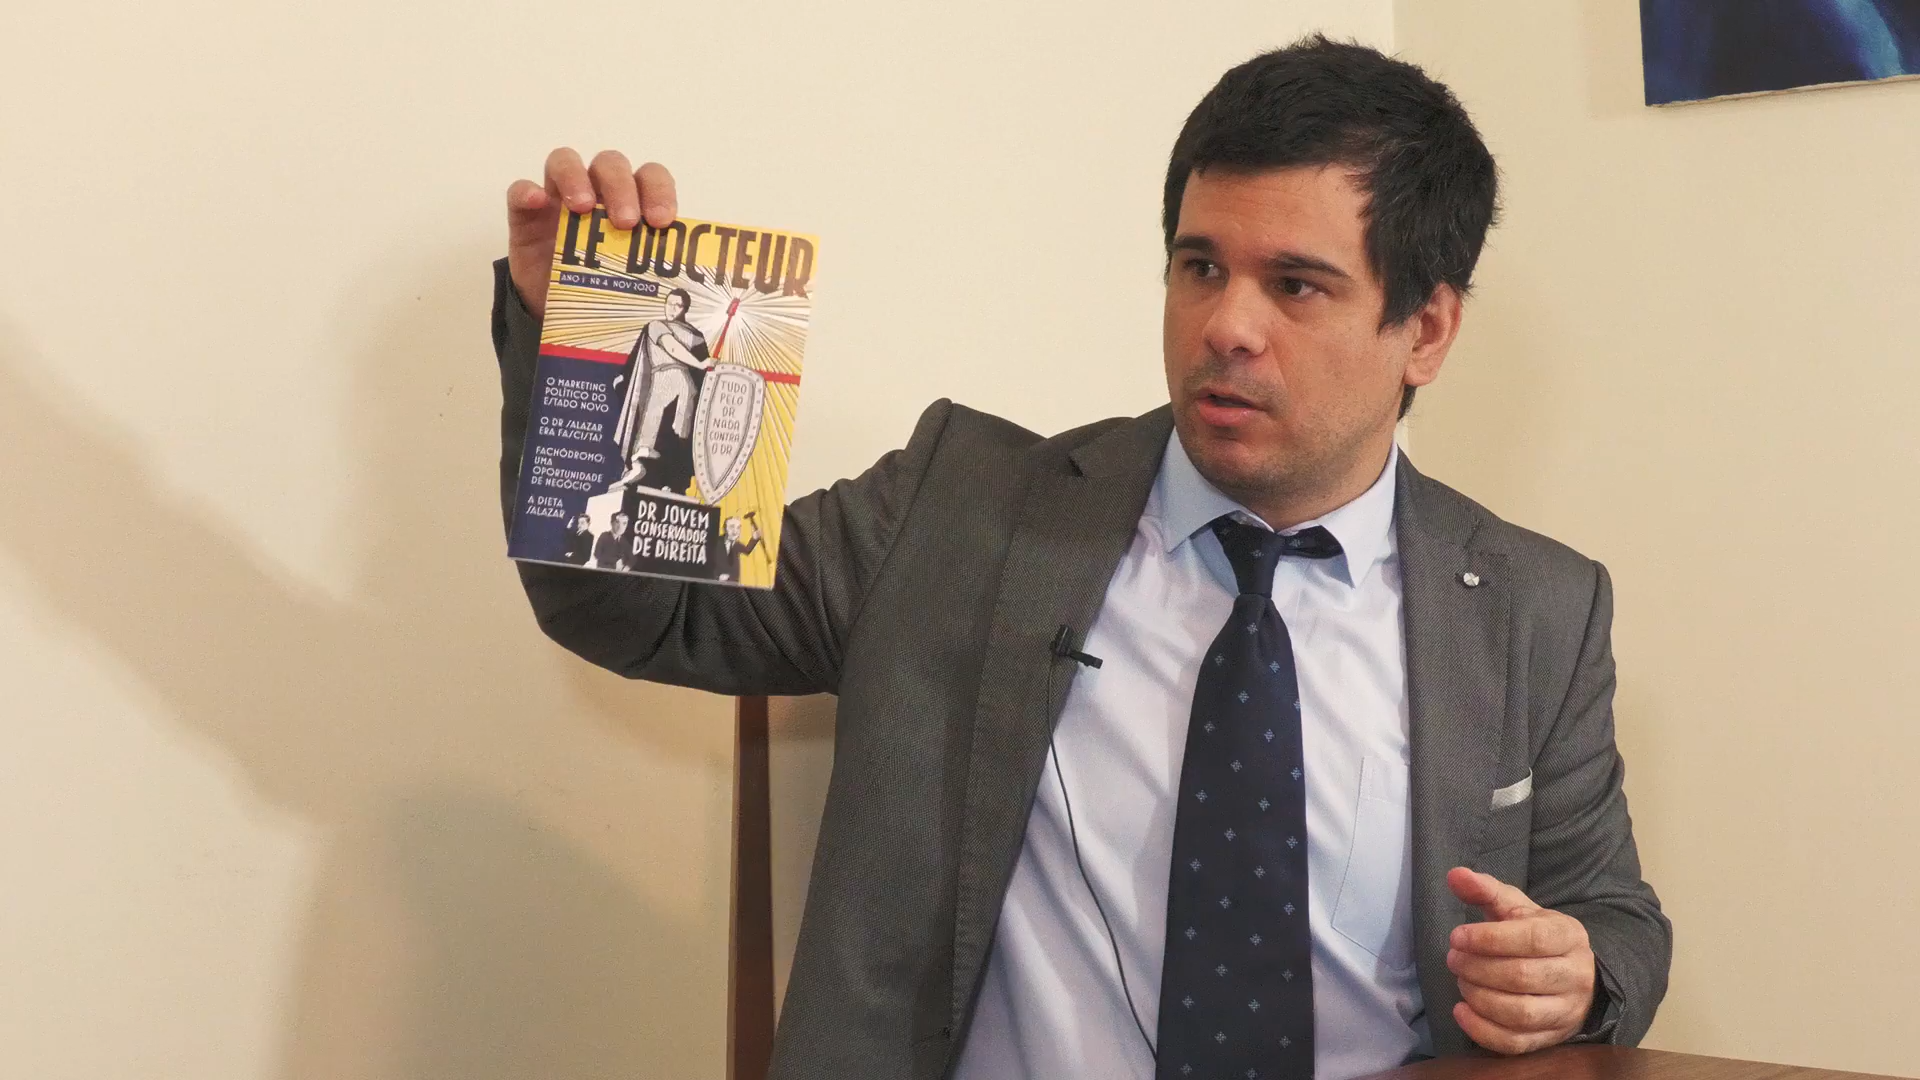 LE DOCTEUR
ANO I NR 4 NOV 2020
O MARKETING
POLÍTICO DO
ESTADO NOVO
O DR SALAZAR
ERA FASCISTA?
FACHÓDROMO:
UMA
OPORTUNIDADE
DE NEGÓCIO
A DIETA
SALAZAR
TUDO
PELO
DR
NADA
CONTRA
O DR
DR JOVEM
CONSERVADOR
DE DIREITA